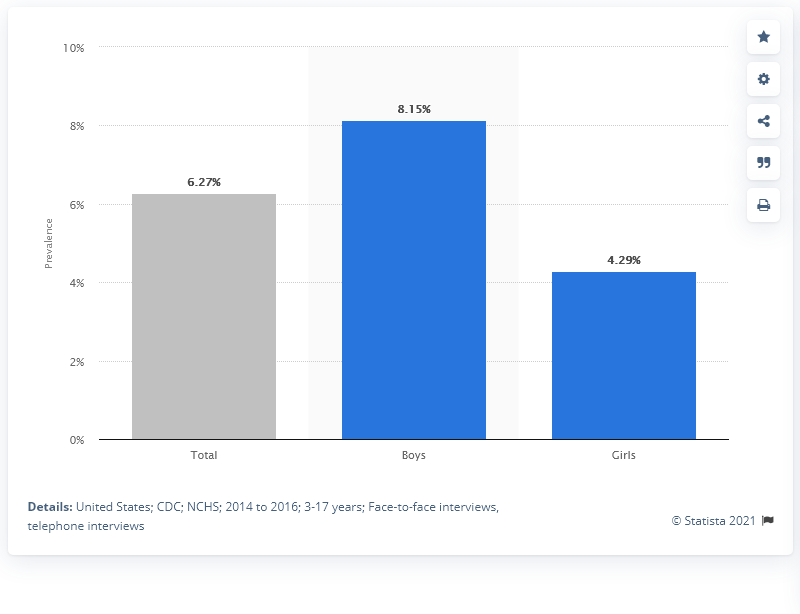 10%
8.15%
8%
6.27%
6%
Prevalence
4.29%
4%
2%
0%
Total
Boys
Girls
Details: United States; CDC; NCHS; 2014 to 2016; 3-17 years; Face-to-face interviews,
telephone interviews
© Statista 2021